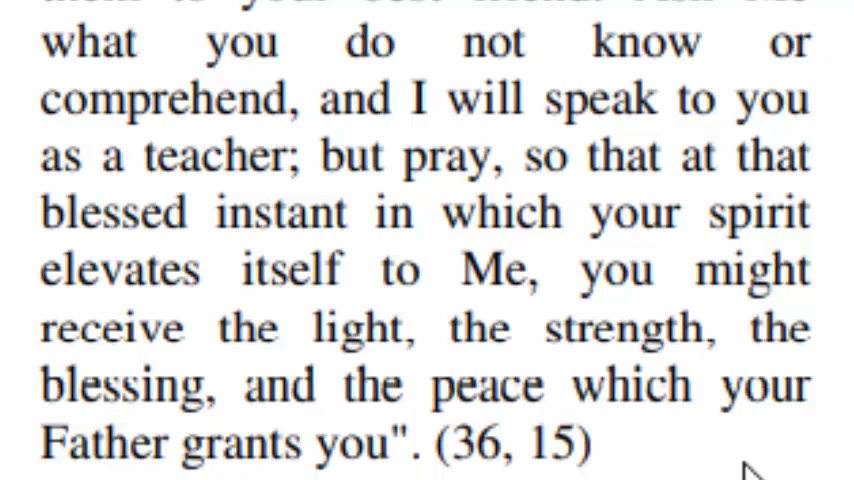 what you do not know or
comprehend, and I will speak to you
as a teacher; but pray, so that at that
blessed instant in which your spirit
elevates itself to Me, you might
receive the light, the strength, the
blessing, and the peace which your
Father grants you". (36, 15)